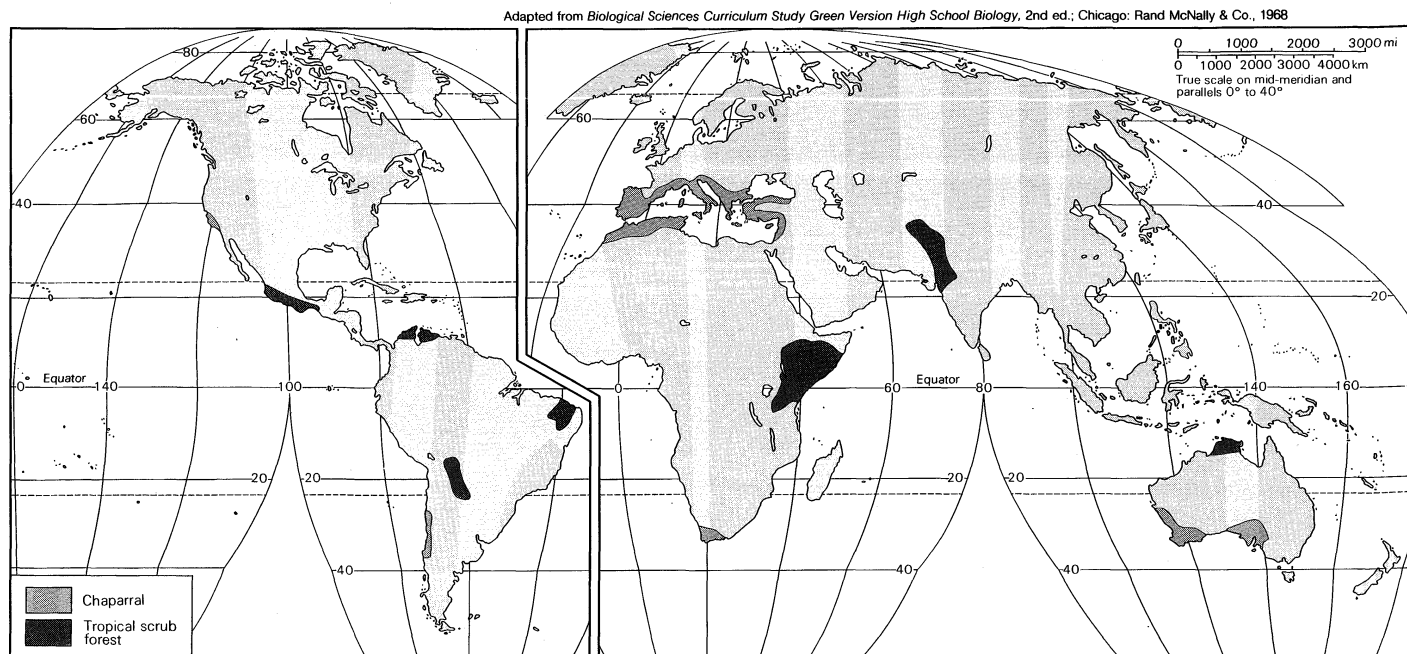 Adapted from Biological Sciences Curriculum Study Green Version High School Biology, 2nd ed.; Chicago: Rand McNally & Co., 1968
0 1000 2000 3000 mi
0 1000 2000 3000 4000 km
True scale on mid-meridian and
parallels 0° to 40°
80
60
60
40
40
20
Equator
140
100
0
60
Equator
80
140
160
20
20
20
20
40
40
40
Chaparral
Tropical scrub
forest